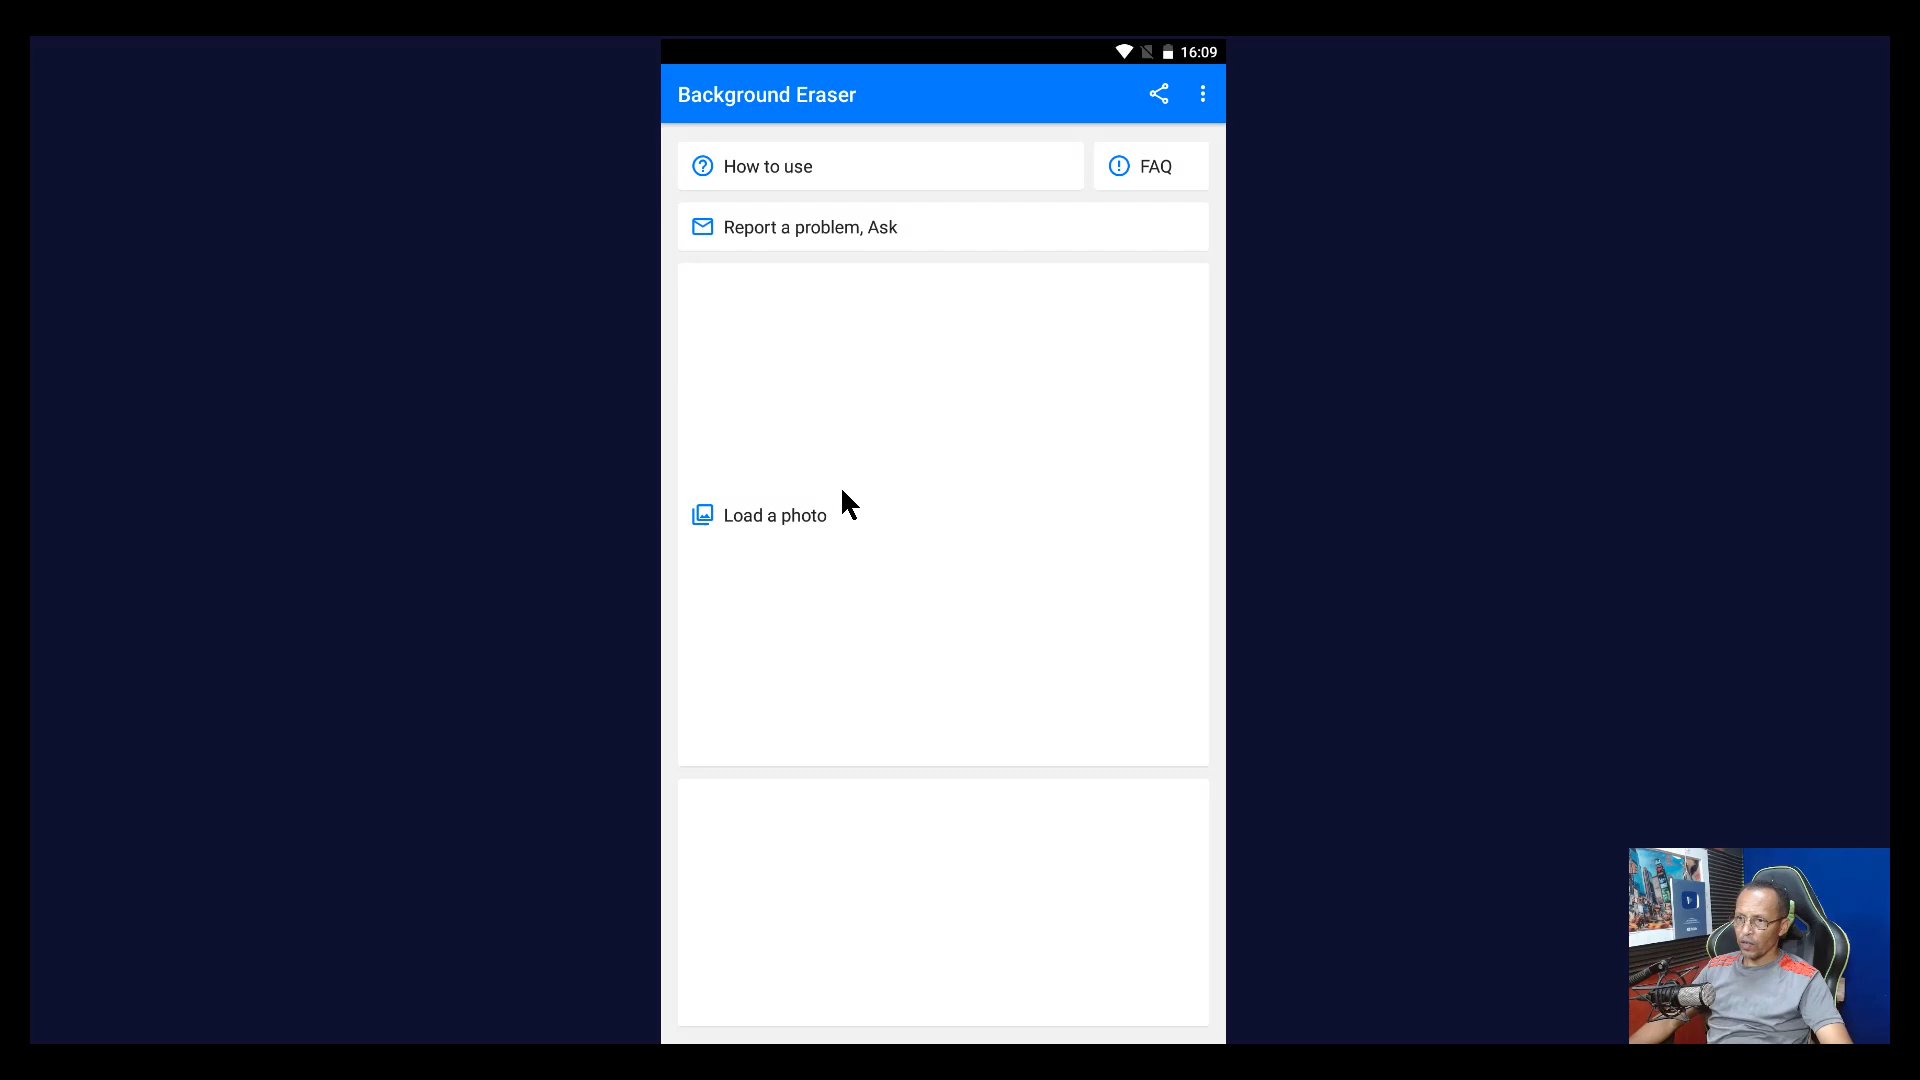 16:09
Background Eraser
How to use
FAQ
Report a problem, Ask
Load a photo